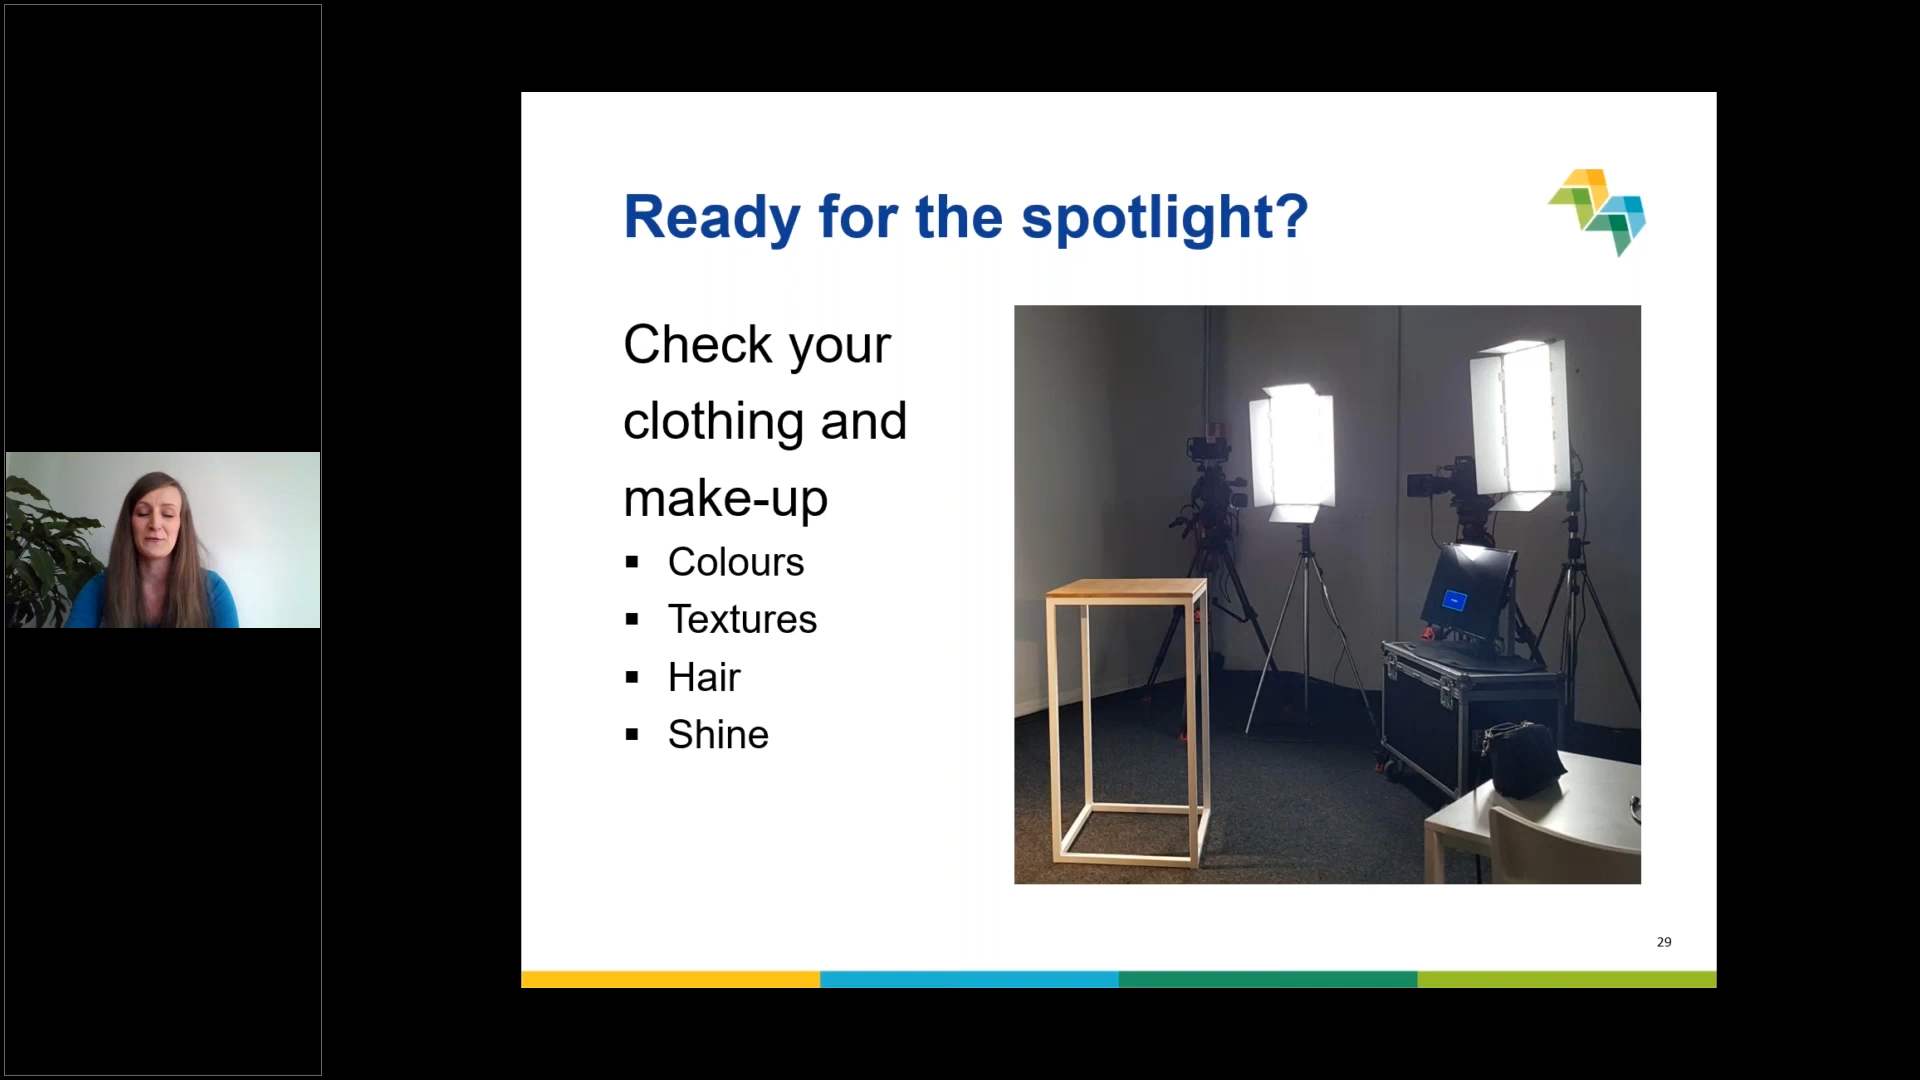 Ready for the spotlight?
Check your
clothing and
make-up
▪ Colours
▪ Textures
▪ Hair
▪ Shine
29